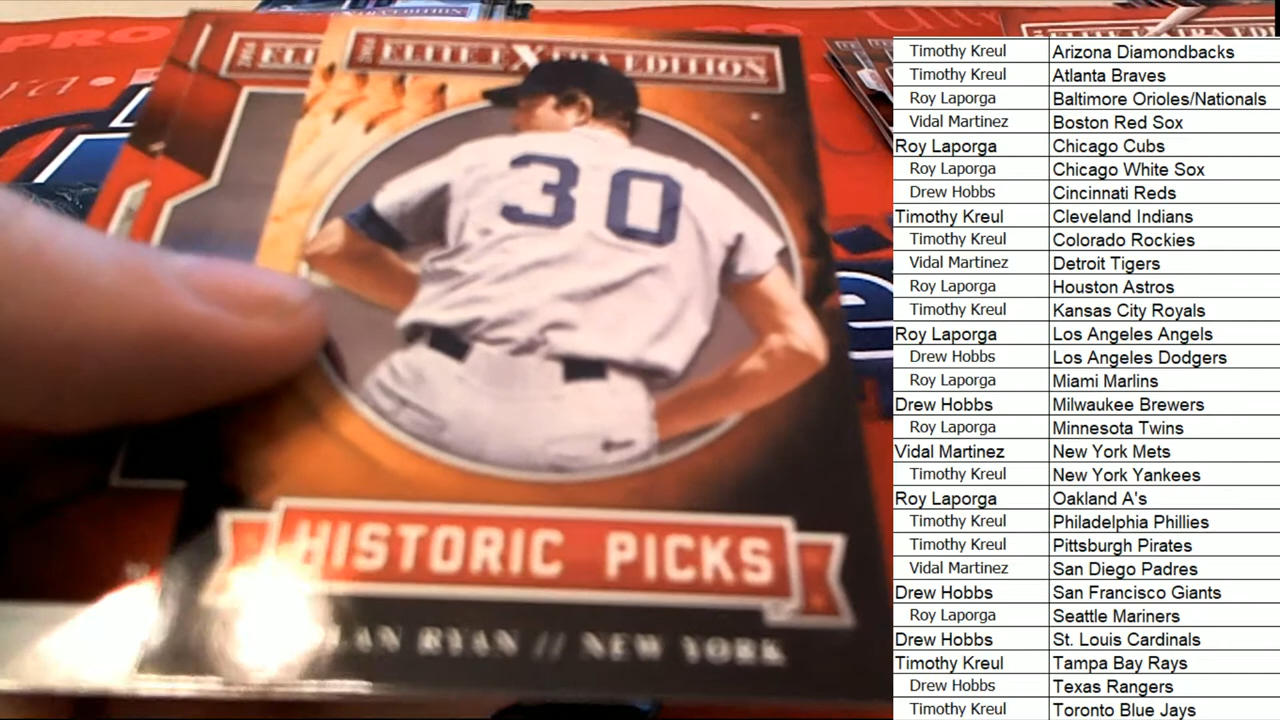 PRO
ELITE EXTRA EDITION
30
HISTORIC PICKS
RYAN // NEW YORK
Timothy Kreul Arizona Diamondbacks
Timothy Kreul Atlanta Braves
Roy Laporga Baltimore Orioles/Nationals
Vidal Martinez Boston Red Sox
Roy Laporga Chicago Cubs
Roy Laporga Chicago White Sox
Drew Hobbs Cincinnati Reds
Timothy Kreul Cleveland Indians
Timothy Kreul Colorado Rockies
Vidal Martinez Detroit Tigers
Roy Laporga Houston Astros
Timothy Kreul Kansas City Royals
Roy Laporga Los Angeles Angels
Drew Hobbs Los Angeles Dodgers
Roy Laporga Miami Marlins
Drew Hobbs Milwaukee Brewers
Roy Laporga Minnesota Twins
Vidal Martinez New York Mets
Timothy Kreul New York Yankees
Roy Laporga Oakland A's
Timothy Kreul Philadelphia Phillies
Timothy Kreul Pittsburgh Pirates
Vidal Martinez San Diego Padres
Drew Hobbs San Francisco Giants
Roy Laporga Seattle Mariners
Drew Hobbs St. Louis Cardinals
Timothy Kreul Tampa Bay Rays
Drew Hobbs Texas Rangers
Timothy Kreul Toronto Blue Jays